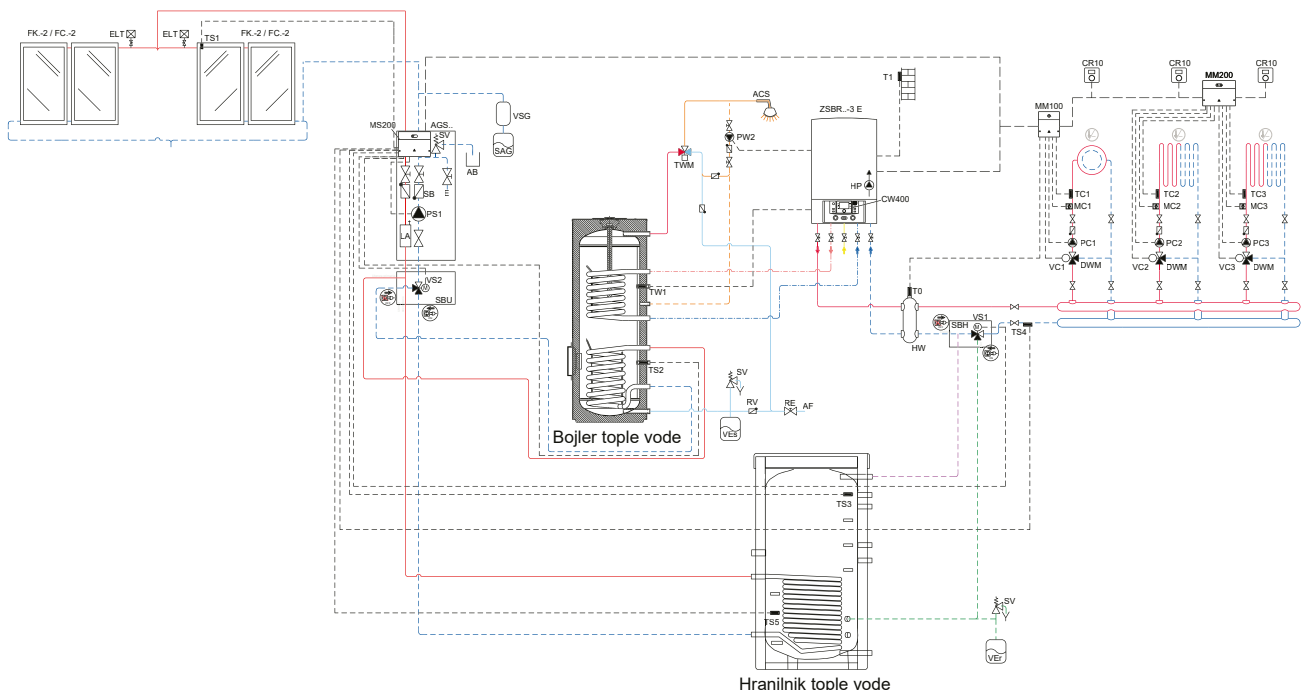 FK.-2 / FC.-2
ELT
ELT
FK.-2 / FC.-2
TS1
CR10
CR10
MM200
CR10
T1
ZSBR..-3 E
ACS
VSG
MM100
MS200
AGS..
SV
PW2
SAG
AB
TWM
HP
CW400
SB
E
TC1
TC2
TC3
MC1
MC2
MC3
PS1
LA
PC1
PC2
PC3
VC1
DWM
VC2
DWM
VC3
DWM
VS2
M
SBU
TW1
T0
VS1
SBH
M
TS4
HW
TS2
SV
RV
RE
AF
VEs
Bojler tople vode
TS3
SV
TS5
VEr
Hranilnik tople vode